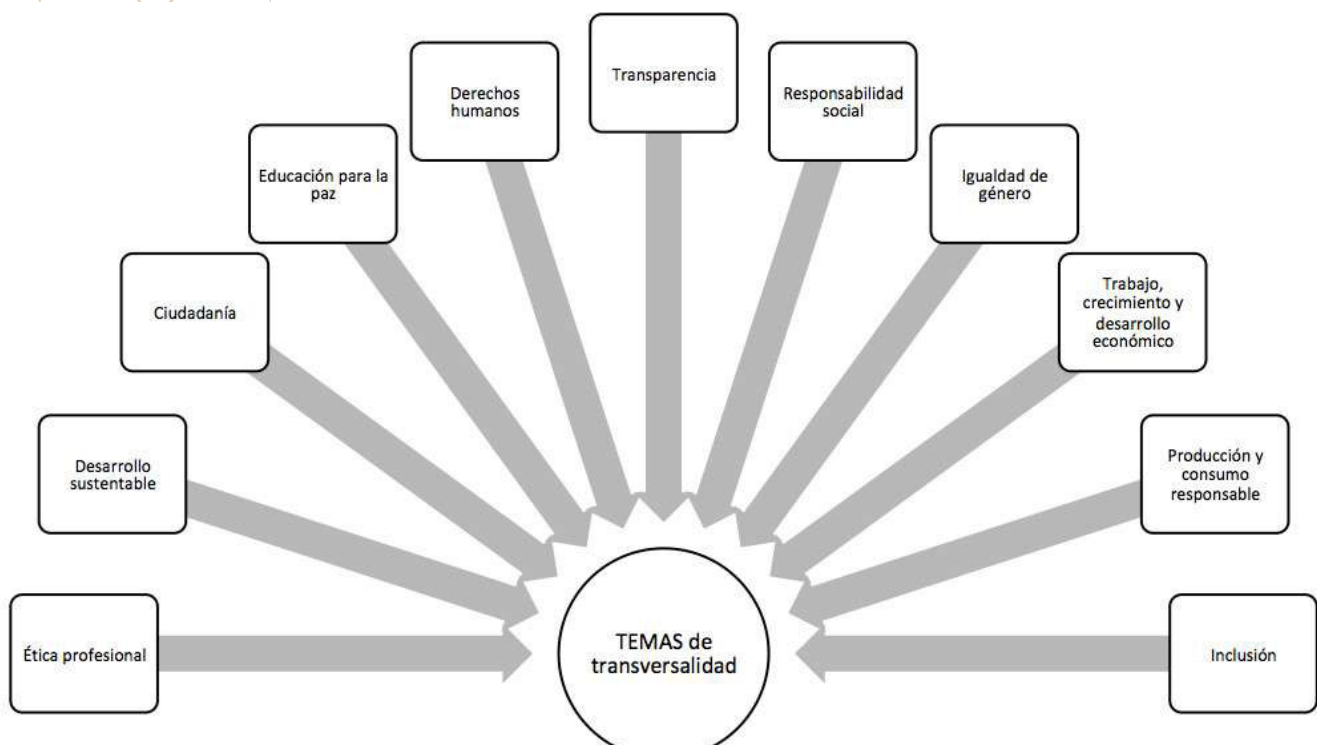 Transparencia
Derechos
humanos
Responsabilidad
social
Educación para la
paz
Igualdad de
género
Ciudadanía
Trabajo,
crecimiento y
desarrollo
económico
Desarrollo
sustentable
Producción y
consumo
responsable
Ética profesional
TEMAS de
transversalidad
Inclusión